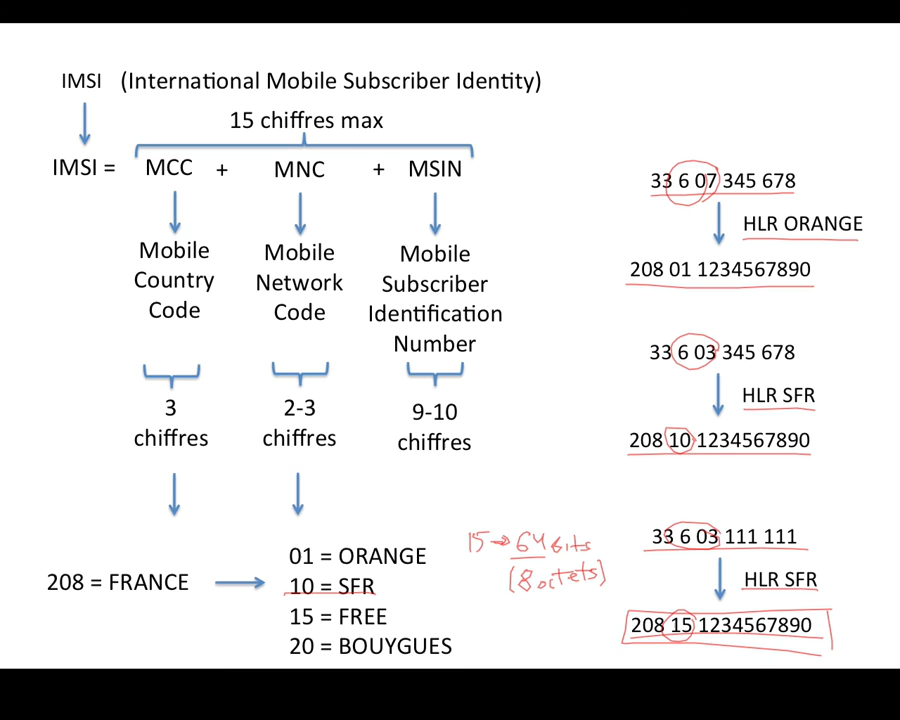 IMSI (International Mobile Subscriber Identity)
15 chiffres max
IMSI = MCC + MNC + MSIN
Mobile
Country
Code
Mobile
Network
Code
Mobile
Subscriber
Identification
Number
3
chiffres
2-3
chiffres
9-10
chiffres
208 = FRANCE
01 = ORANGE
10 = SFR
15 = FREE
20 = BOUYGUES
15 → 64 bits
(8 octets)
33 6 07 345 678
HLR ORANGE
208 01 1234567890
33 6 03 345 678
HLR SFR
208 10 1234567890
33 6 03 111 111
HLR SFR
208 15 1234567890